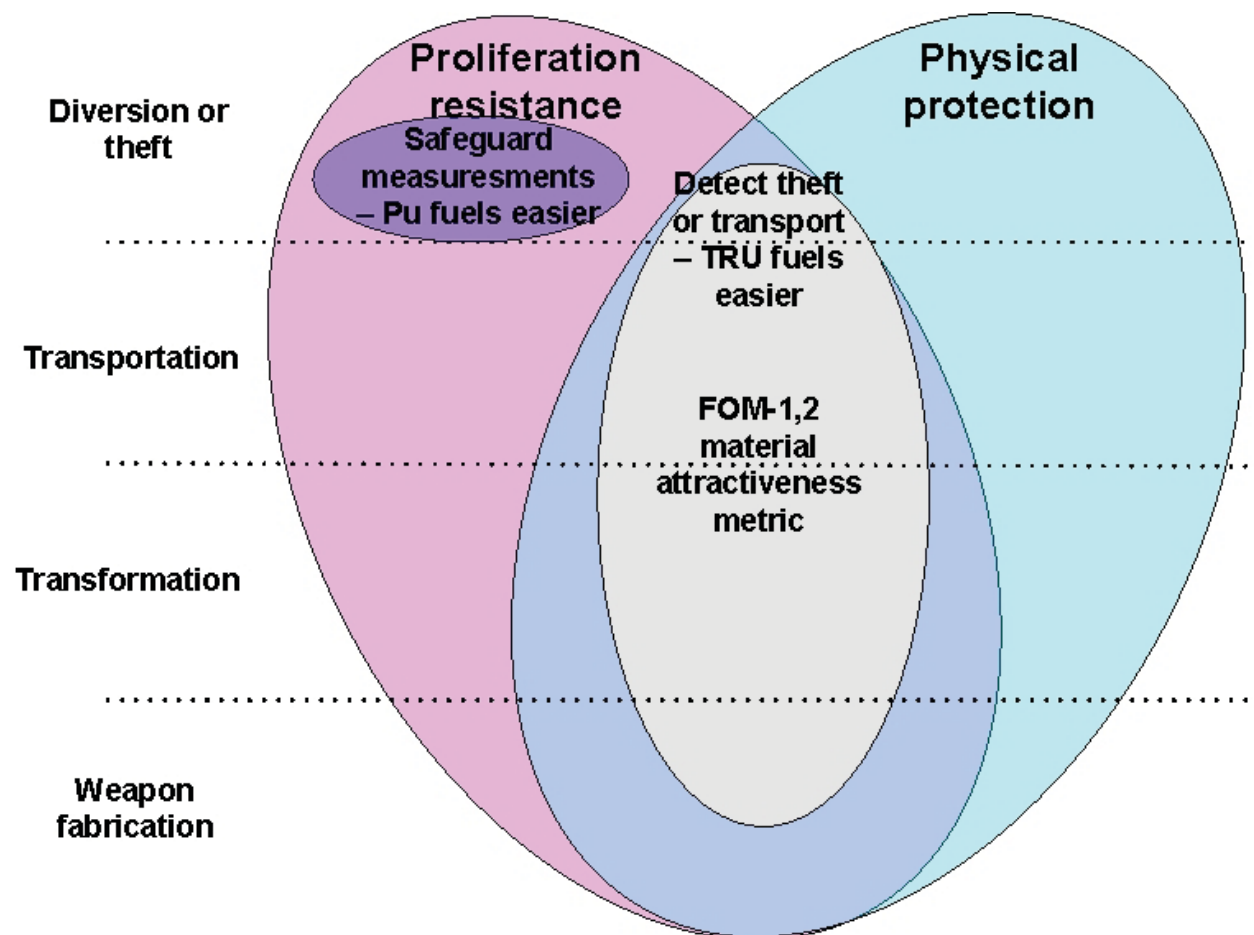 Proliferation
resistance
Physical
protection
Diversion or
theft
Safeguard
measuresments
– Pu fuels easier
Detect theft
or transport
– TRU fuels
easier
Transportation
FOM-1,2
material
attractiveness
metric
Transformation
Weapon
fabrication